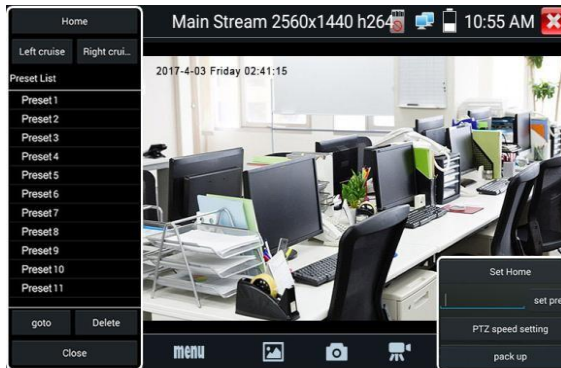 Home
Main Stream 2560x1440 h264
10:55 AM
Left cruise
Right crui...
Preset List
2017-4-03 Friday 02:41:15
Preset1
Preset2
Preset3
Preset4
Preset5
Preset6
Preset7
Preset8
Preset9
Preset10
Preset11
Set Home
set pre
goto
Delete
PTZ speed setting
Close
menu
pack up